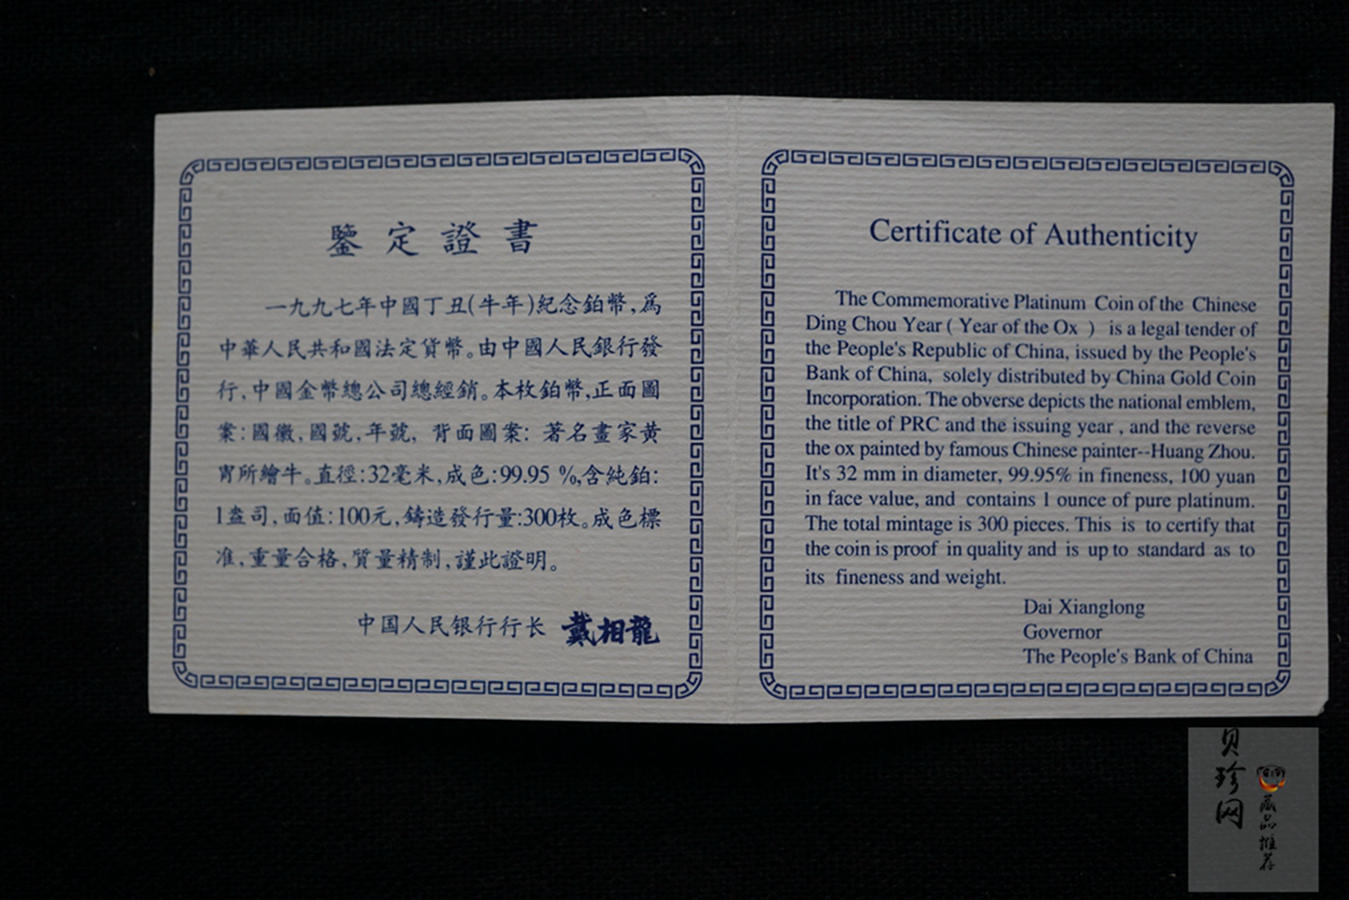 鑒定證書
一九九七年中國丁丑(牛年)紀念鉑幣,爲
中華人民共和國法定貨幣。由中國人民銀行發
行,中國金幣總公司總經銷。本枚鉑幣,正面圖
案:國徽,國號,年號, 背面圖案: 著名畫家黄
胄所繪牛。直徑:32毫米,成色:99.95 %,含純鉑:
1盎司,面值:100元,鑄造發行量:300枚。成色標
准,重量合格,質量精制,謹此證明。
中国人民银行行长 戴相龍
Certificate of Authenticity
The Commemorative Platinum Coin of the Chinese
Ding Chou Year ( Year of the Ox ) is a legal tender of
the People's Republic of China, issued by the People's
Bank of China, solely distributed by China Gold Coin
Incorporation. The obverse depicts the national emblem,
the title of PRC and the issuing year , and the reverse
the ox painted by famous Chinese painter--Huang Zhou.
It's 32 mm in diameter, 99.95% in fineness, 100 yuan
in face value, and contains 1 ounce of pure platinum.
The total mintage is 300 pieces. This is to certify that
the coin is proof in quality and is up to standard as to
its fineness and weight.
Dai Xianglong
Governor
The People's Bank of China
贝珍网
藏品推荐